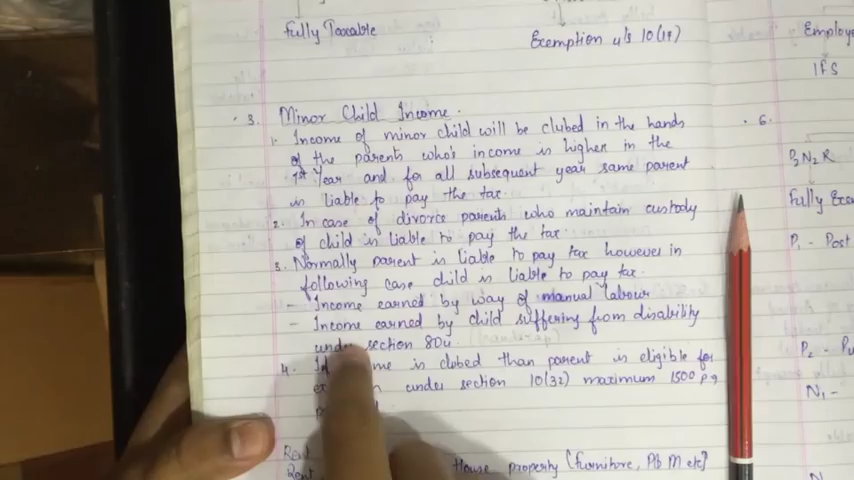 Fully Taxable
Exemption u/s 10(19)
3. Minor Child Income.
1. Income of minor child will be clubed in the hands
of the parents who's income is higher in the
1st Year and for all subsequent year same parent
is liable to pay the tax.
2. In case of divorce parents who maintain custody
of child is liable to pay the tax
3. Normally parent is liable to pay tax however in
following case child is liable to pay tax.
- Income earned by way of manual labour
- Income earned by child suffering from disability
under section 80u
4. is clubed than parent is eligible for
under section 10(32) maximum 1500 p.
House property (furniture, P&M etc)
Employe
IFS
6.
Fully Exe
P1 - Post
P2 - Pu
N1 -